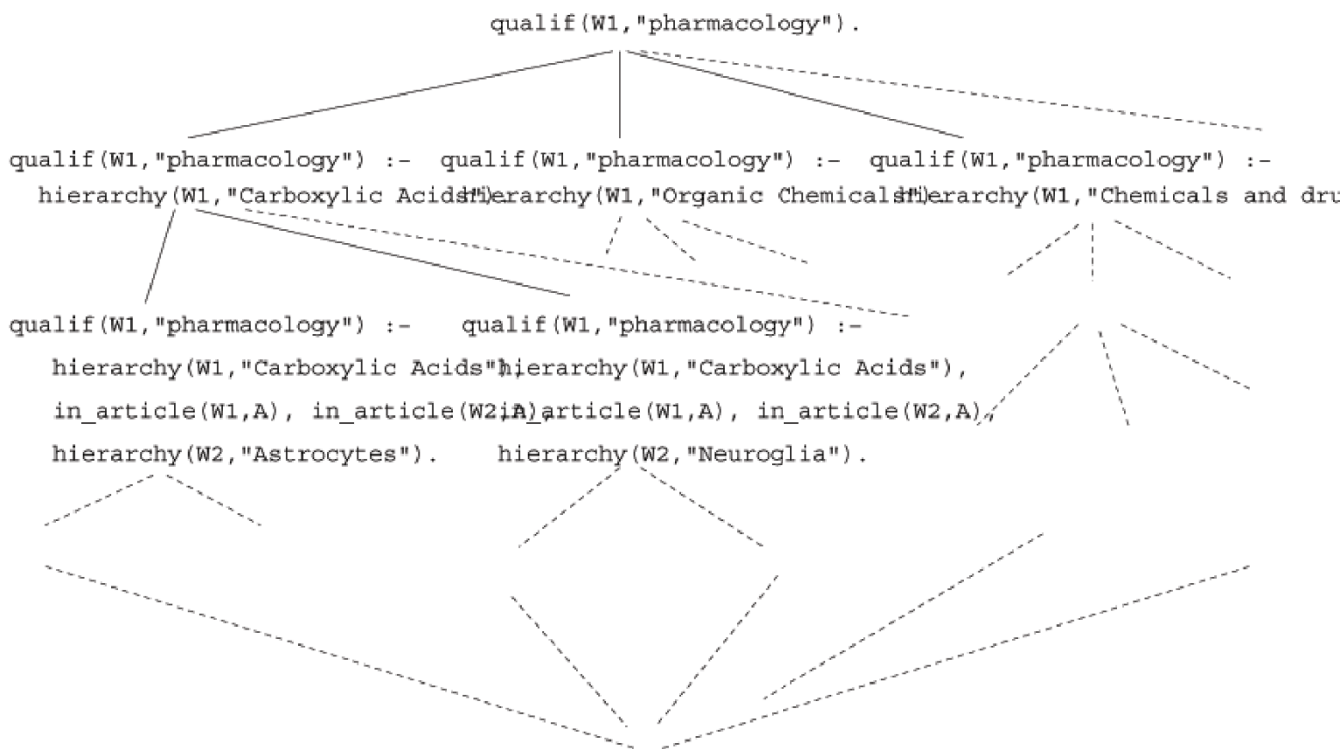 qualif(W1,"pharmacology").
qualif(W1,"pharmacology") :- qualif(W1,"pharmacology") :- qualif(W1,"pharmacology") :-
hierarchy(W1,"Carboxylic Acids"). hierarchy(W1,"Organic Chemicals"). hierarchy(W1,"Chemicals and dru
qualif(W1,"pharmacology") :- qualif(W1,"pharmacology") :-
hierarchy(W1,"Carboxylic Acids"), hierarchy(W1,"Carboxylic Acids"),
in_article(W1,A), in_article(W2,A), in_article(W1,A), in_article(W2,A),
hierarchy(W2,"Astrocytes"). hierarchy(W2,"Neuroglia").